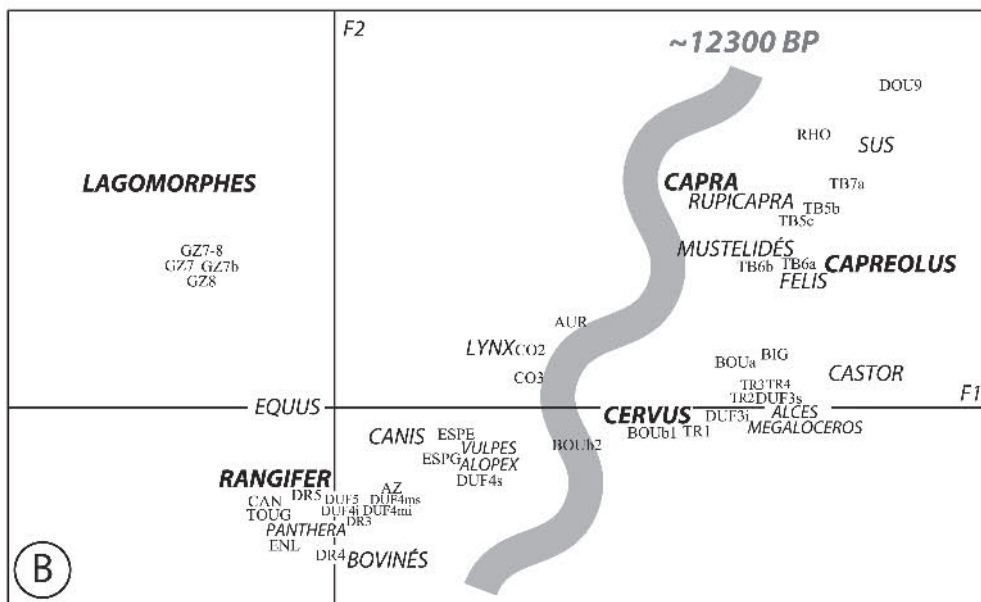 F2
~12300 BP
DOU9
RHO
SUS
LAGOMORPHES
CAPRA
TB7a
RUPICAPRA
TB5b
TB5c
GZ7-8
MUSTELIDÉS
GZ7 GZ7b
TB6b TB6a CAPREOLUS
GZ8
FELIS
AUR
LYNX CO2
BOUa BIG
CO3
CASTOR
TR3 TR4
TR2 DUF3s
F1
EQUUS
CERVUS DUF3i ALCES
BOUb1 TR1 MEGALOCEROS
CANIS ESPE
VULPES
BOUb2
ESPG ALOPEX
RANGIFER
DUF4s
CAN DR5 DUF5 AZ DUF4ms
TOUG DUF4i DUF4mi
PANTHERA DR3
ENL
DR4 BOVINÉS
B